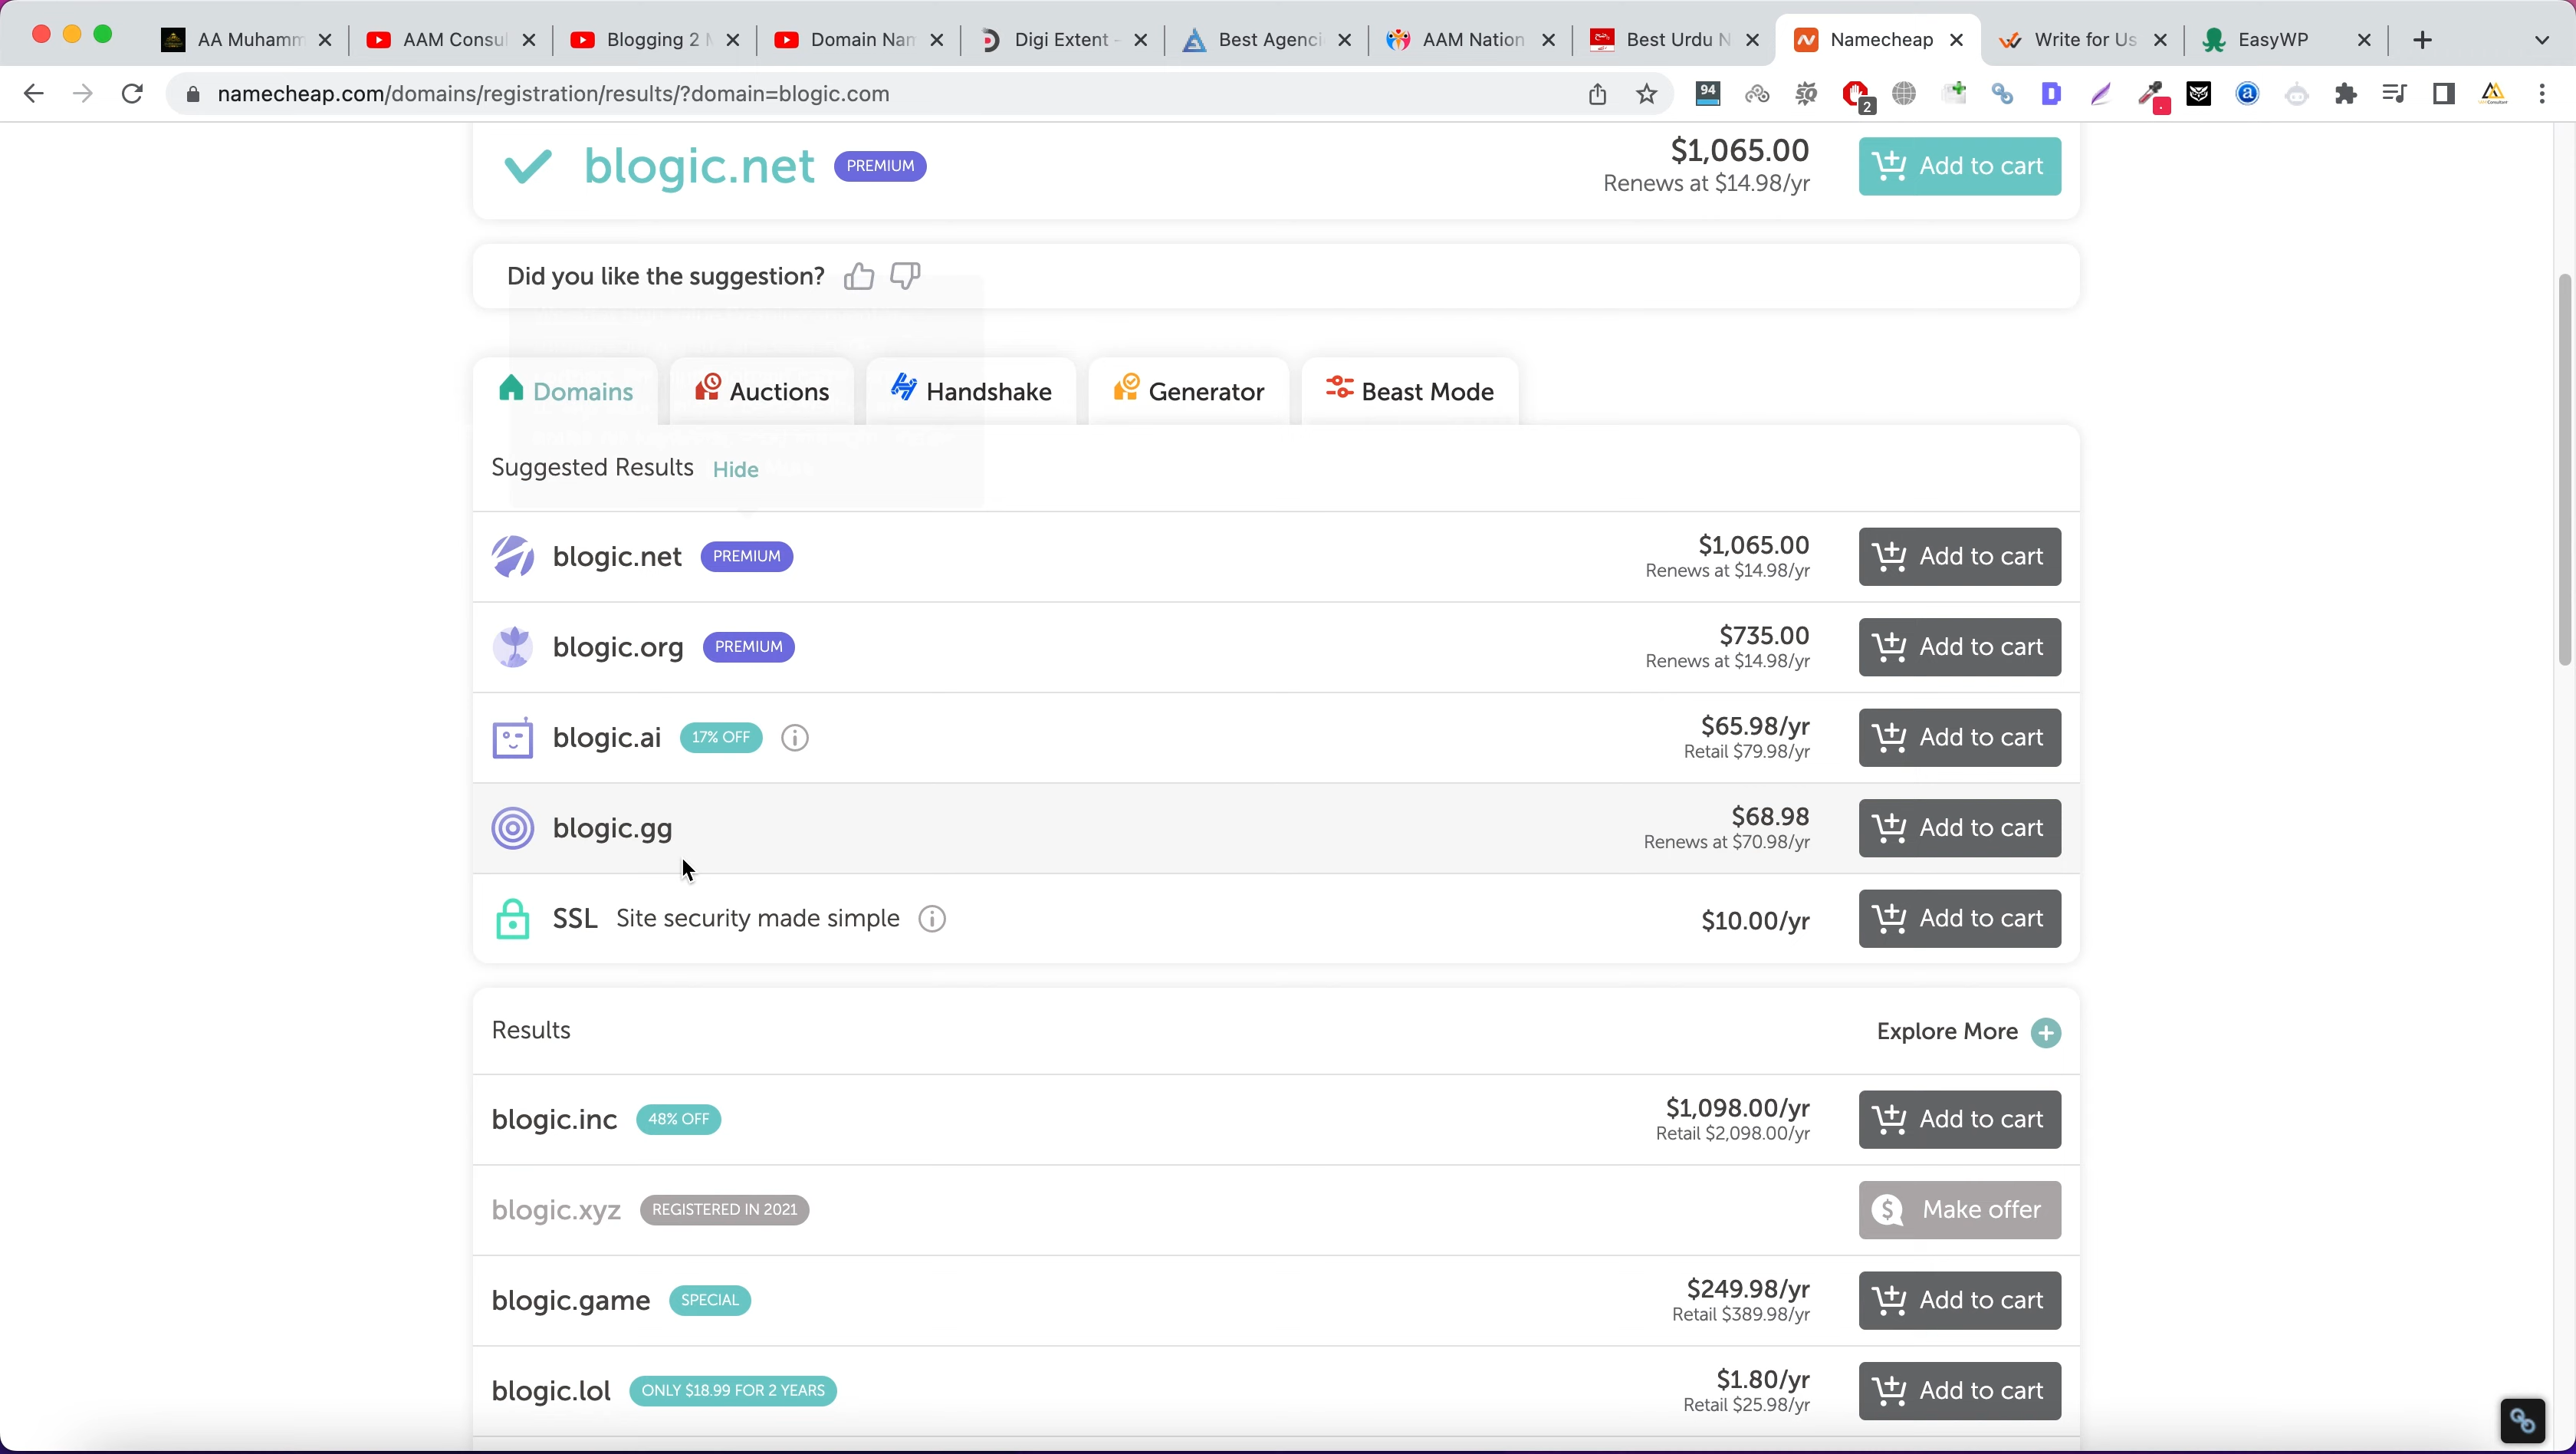 AA Muhamm
AAM Consul
Blogging 2 M
Domain Nam
Digi Extent -
Best Agenci
AAM Nation
Best Urdu N
Namecheap
Write for Us
EasyWP
namecheap.com/domains/registration/results/?domain=blogic.com
94
2
blogic.net PREMIUM
$1,065.00
Renews at $14.98/yr
Add to cart
Did you like the suggestion?
Domains
Auctions
Handshake
Generator
Beast Mode
Suggested Results Hide
blogic.net PREMIUM
$1,065.00
Renews at $14.98/yr
Add to cart
blogic.org PREMIUM
$735.00
Renews at $14.98/yr
Add to cart
blogic.ai 17% OFF
$65.98/yr
Retail $79.98/yr
Add to cart
blogic.gg
$68.98
Renews at $70.98/yr
Add to cart
SSL Site security made simple
$10.00/yr
Add to cart
Results
Explore More
blogic.inc 48% OFF
$1,098.00/yr
Retail $2,098.00/yr
Add to cart
blogic.xyz REGISTERED IN 2021
Make offer
blogic.game SPECIAL
$249.98/yr
Retail $389.98/yr
Add to cart
blogic.lol ONLY $18.99 FOR 2 YEARS
$1.80/yr
Retail $25.98/yr
Add to cart